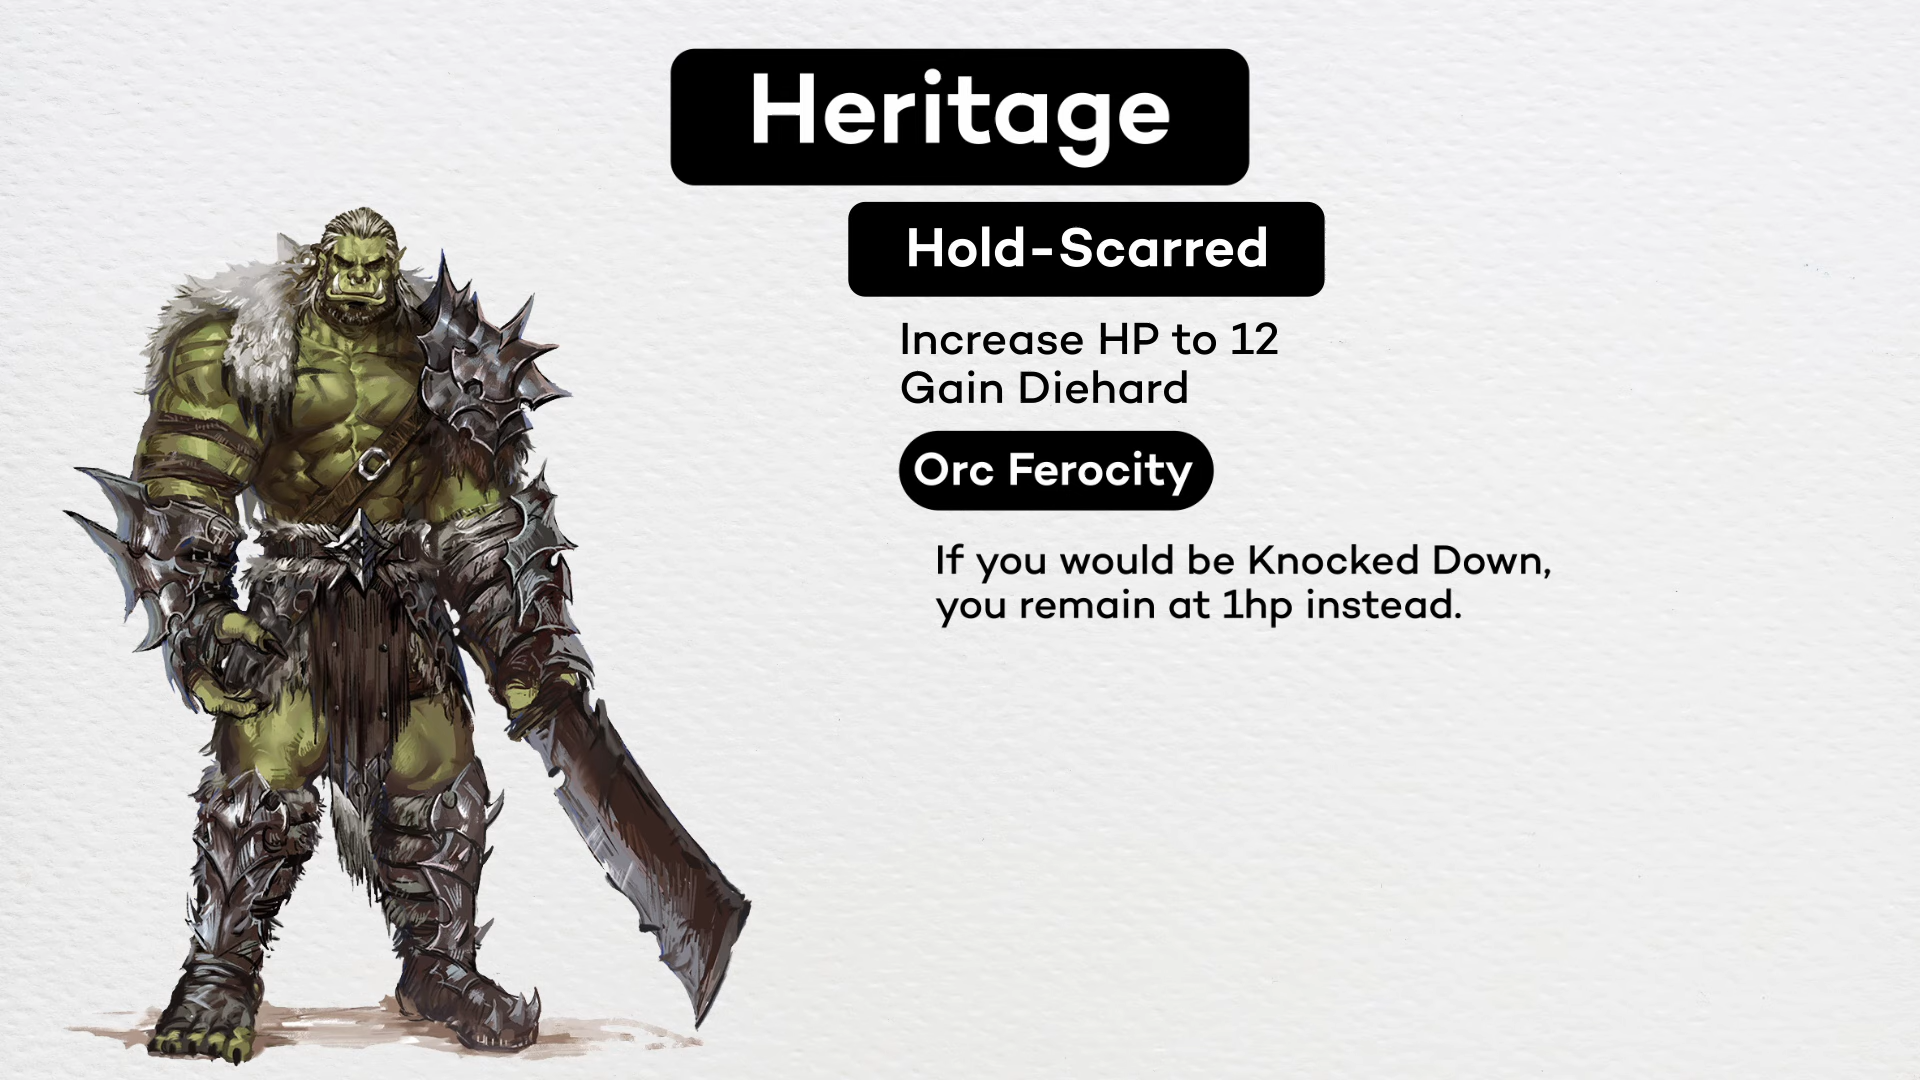 Heritage
Hold-Scarred
Increase HP to 12
Gain Diehard
Orc Ferocity
If you would be Knocked Down,
you remain at 1hp instead.